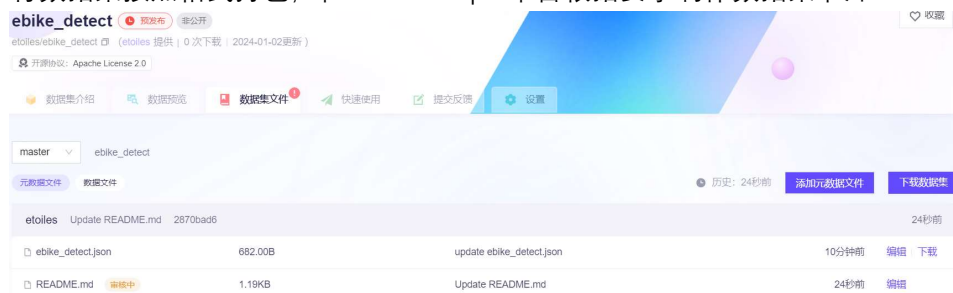 ebike_detect 预发布 非公开
收藏
etoiles/ebike_detect (etoiles 提供 | 0 次下载 | 2024-01-02更新 )
开源协议: Apache License 2.0
数据集介绍 数据预览 数据集文件 快速使用 提交反馈 设置
master ebike_detect
元数据文件 数据文件 历史: 24秒前 添加元数据文件 下载数据集
etoiles Update README.md 2870bad6 24秒前
ebike_detect.json 682.00B update ebike_detect.json 10分钟前 编辑 下载
README.md 审核中 1.19KB Update README.md 24秒前 编辑